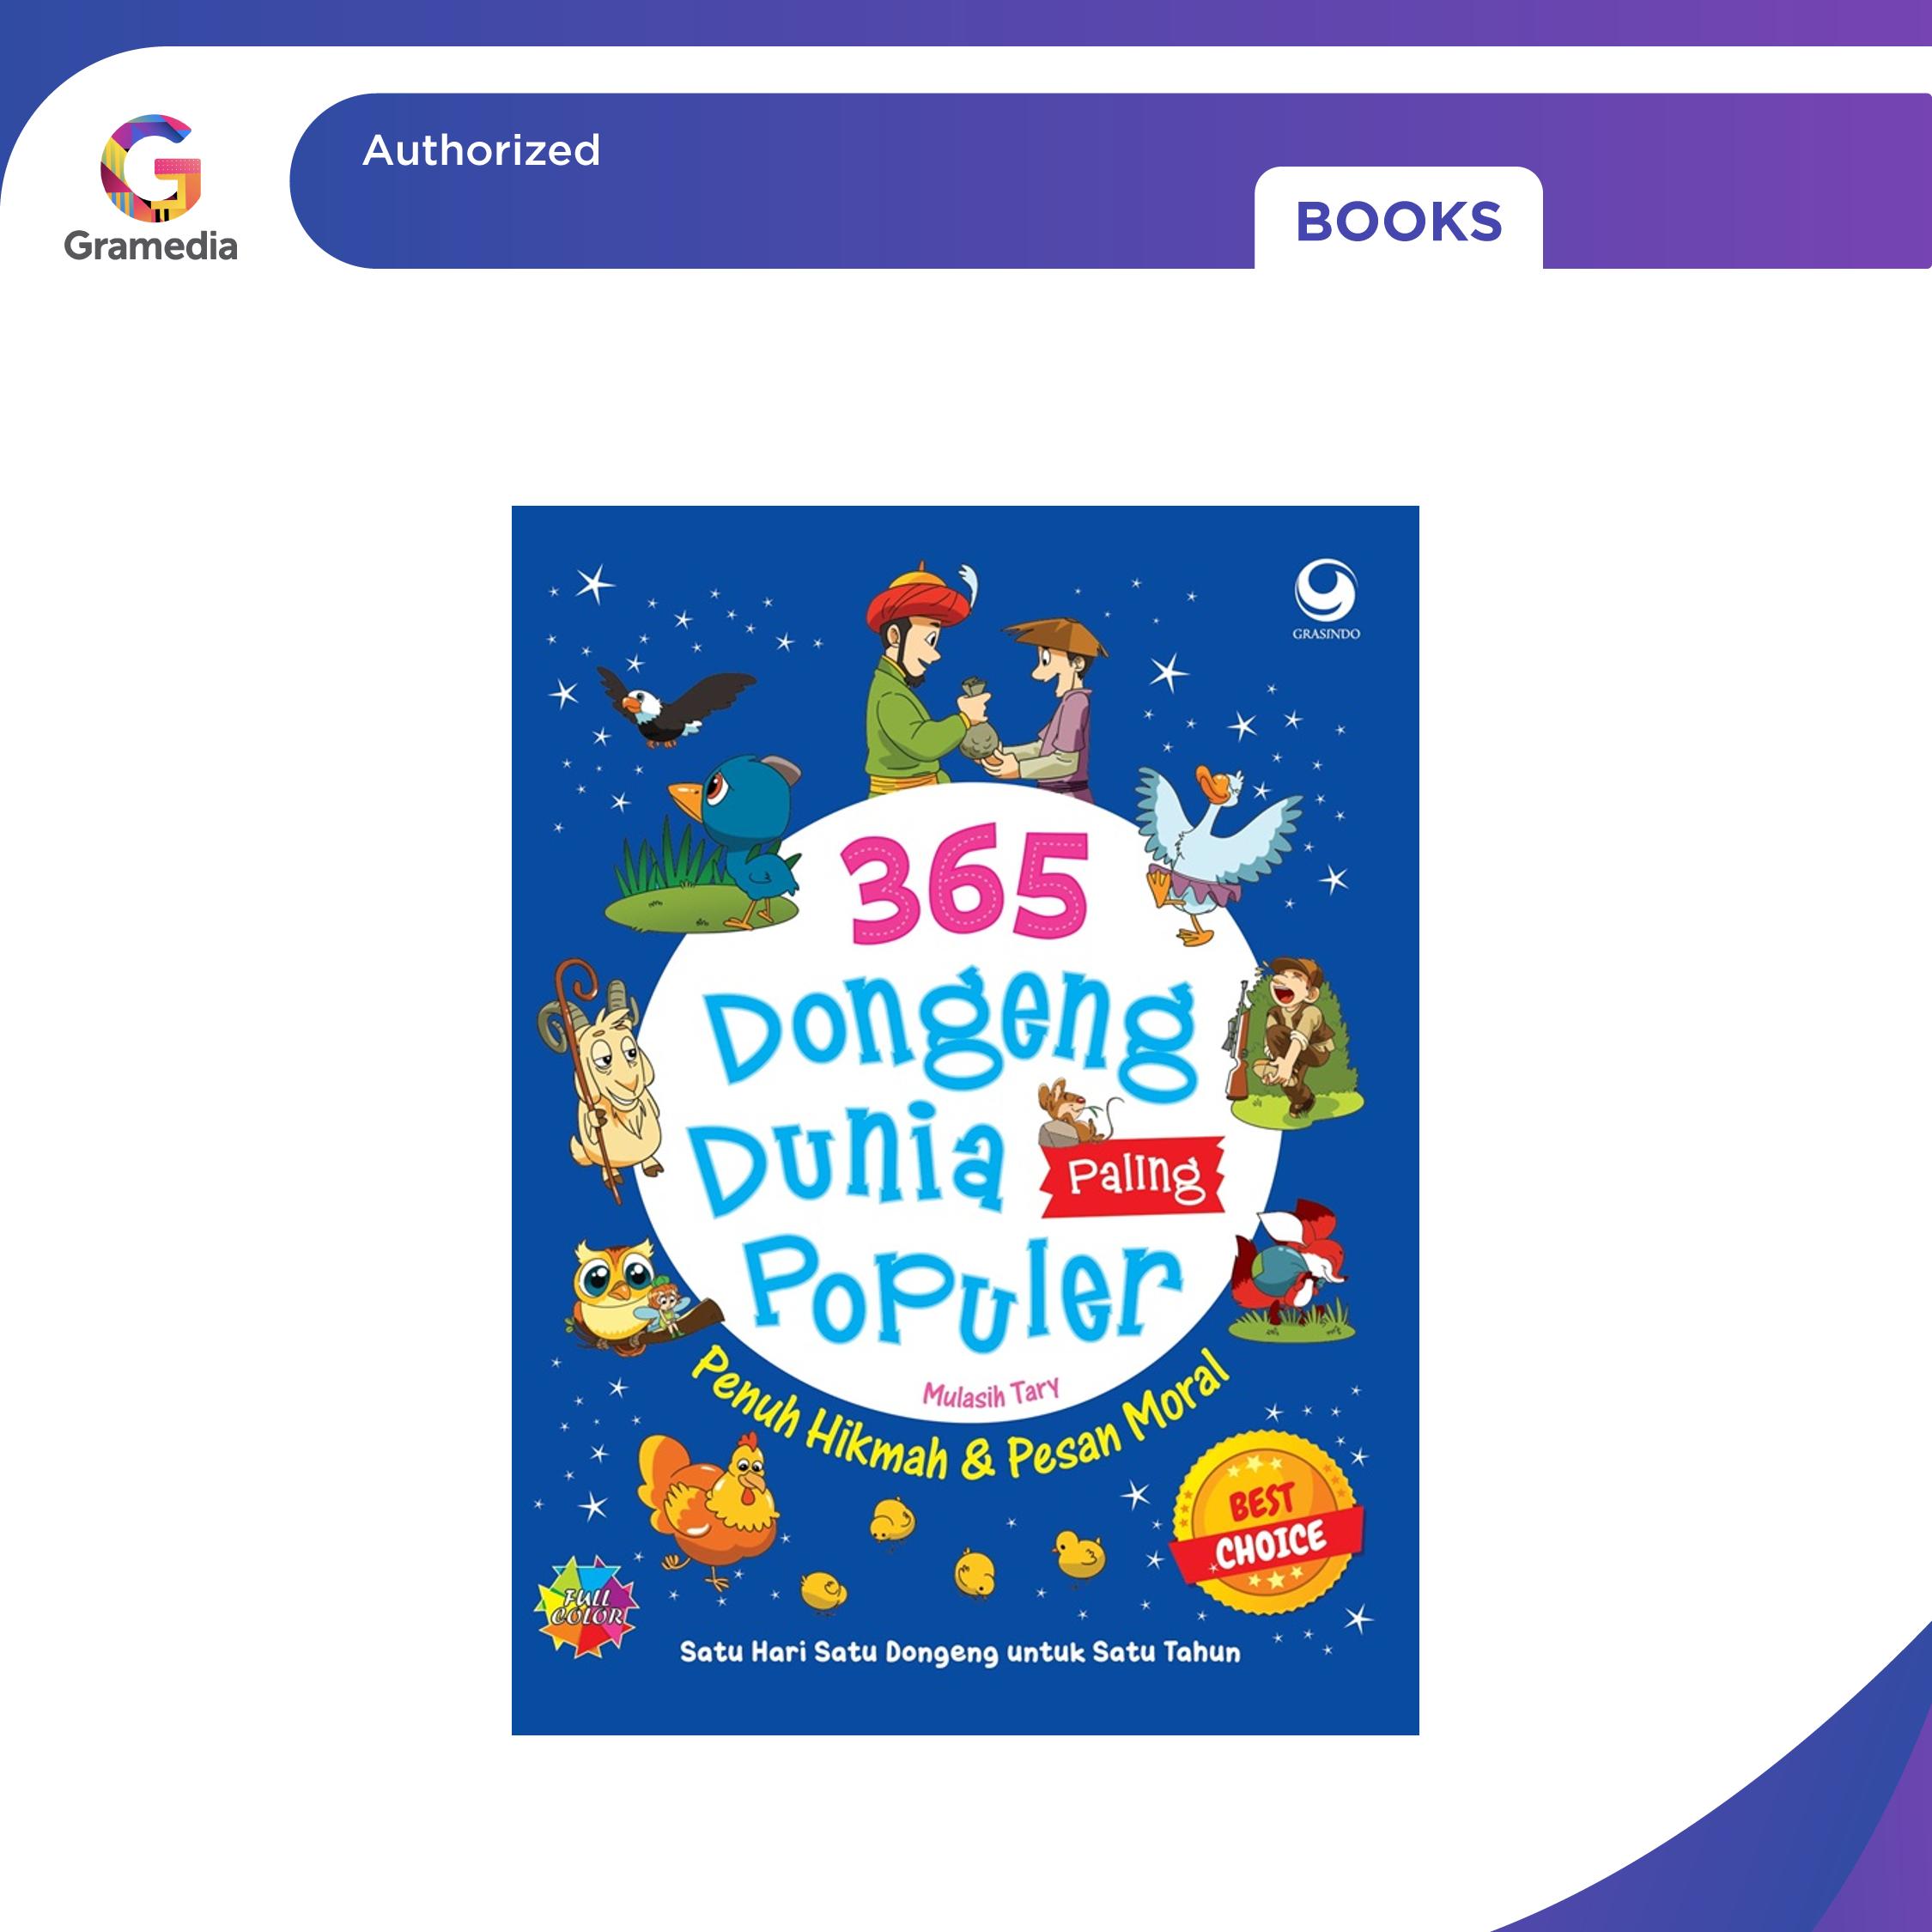 Authorized
Gramedia
BOOKS
GRASINDO
365
Dongeng
Dunia
Paling
Populer
Mulasih Tary
Penuh Hikmah & Pesan Moral
BEST
CHOICE
FULL
COLOR
Satu Hari Satu Dongeng untuk Satu Tahun